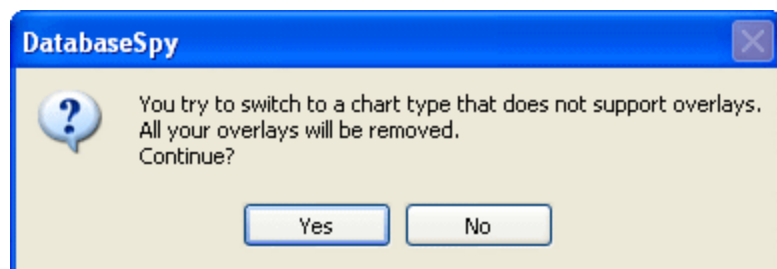 DatabaseSpy
You try to switch to a chart type that does not support overlays.
All your overlays will be removed.
Continue?
Yes No